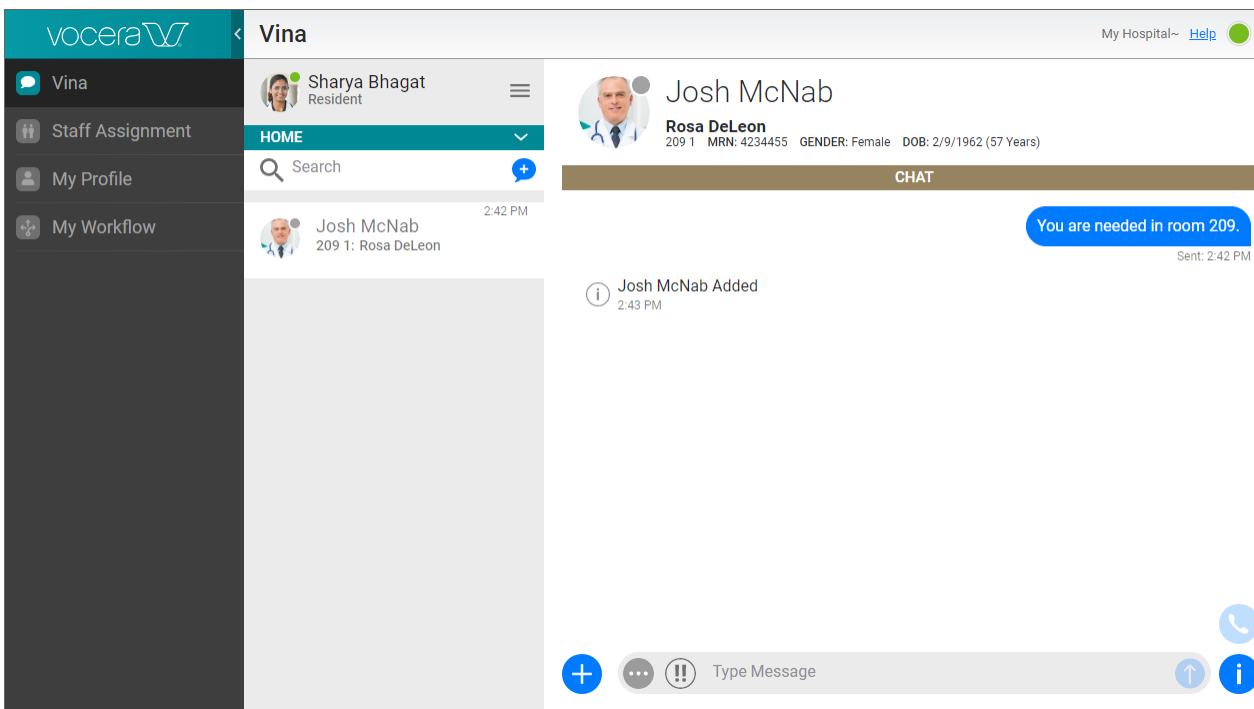 vocera
Vina
My Hospital~ Help
Vina
Staff Assignment
My Profile
My Workflow
Sharya Bhagat
Resident
HOME
Search
2:42 PM
Josh McNab
209 1: Rosa DeLeon
Josh McNab
Rosa DeLeon
209 1 MRN: 4234455 GENDER: Female DOB: 2/9/1962 (57 Years)
CHAT
You are needed in room 209.
Sent: 2:42 PM
Josh McNab Added
2:43 PM
Type Message